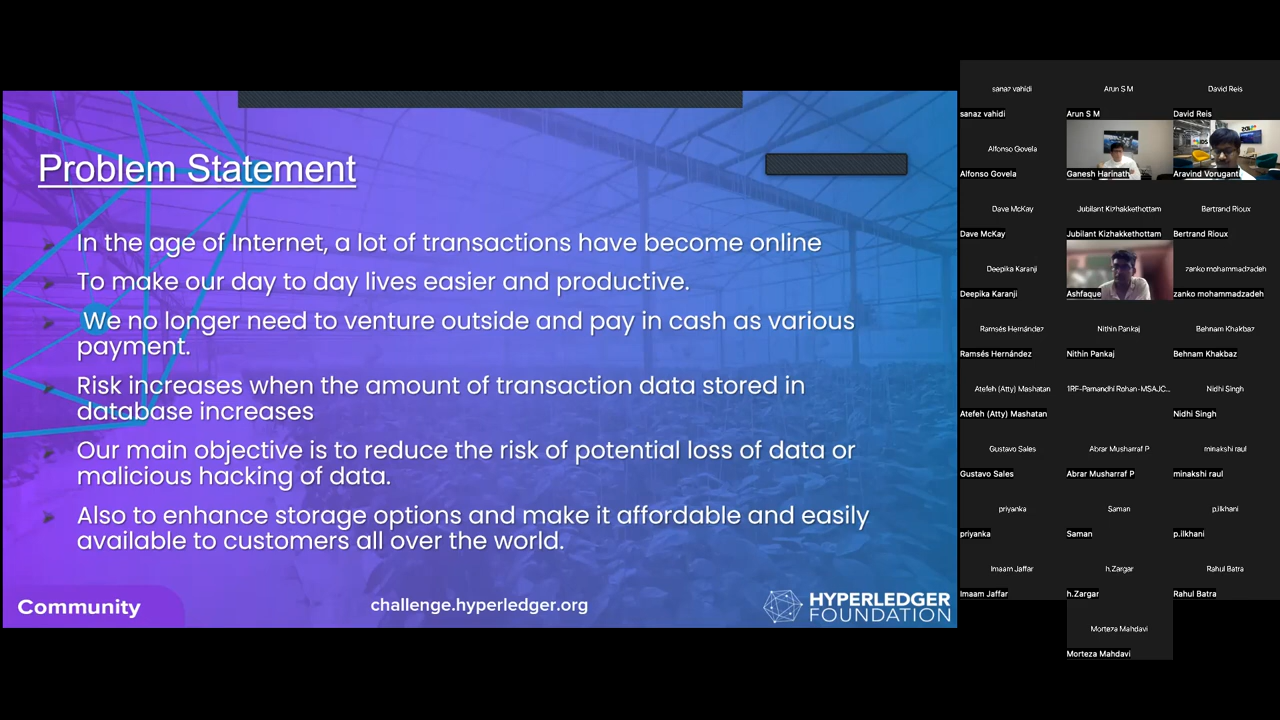 Problem Statement
In the age of Internet, a lot of transactions have become online
To make our day to day lives easier and productive.
We no longer need to venture outside and pay in cash as various
payment.
Risk increases when the amount of transaction data stored in
database increases
Our main objective is to reduce the risk of potential loss of data or
malicious hacking of data.
Also to enhance storage options and make it affordable and easily
available to customers all over the world.
Community
challenge.hyperledger.org
HYPERLEDGER
FOUNDATION
sanaz vahidi
Arun S M
David Reis
sanaz vahidi
Arun S M
David Reis
Alfonso Govela
Alfonso Govela
Ganesh Harinath
Aravind Voruganti
Dave McKay
Jubilant Kizhakkethottam
Bertrand Rioux
Dave McKay
Jubilant Kizhakkethottam
Bertrand Rioux
Deepika Karanji
zanko mohammadzadeh
Deepika Karanji
Ashfaque
zanko mohammadzadeh
Ramsés Hernández
Nithin Pankaj
Behnam Khakbaz
Ramsés Hernández
Nithin Pankaj
Behnam Khakbaz
Atefeh (Atty) Mashatan
1RF-Pamandhi Rohan-MSAJC...
Nidhi Singh
Atefeh (Atty) Mashatan
Nidhi Singh
Gustavo Sales
Abrar Musharraf P
minakshi raul
Gustavo Sales
Abrar Musharraf P
minakshi raul
priyanka
Saman
p.ilkhani
priyanka
Saman
p.ilkhani
Imaam Jaffar
h.Zargar
Rahul Batra
Imaam Jaffar
h.Zargar
Rahul Batra
Morteza Mahdavi
Morteza Mahdavi